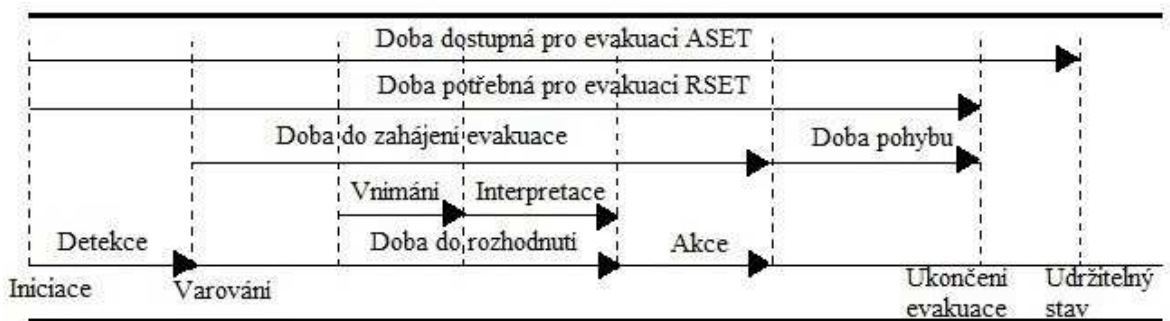 Doba dostupná pro evakuaci ASET
Doba potřebná pro evakuaci RSET
Doba do zahájení evakuace
Doba pohybu
Vnímání
Interpretace
Detekce
Doba do rozhodnutí
Akce
Iniciace
Varování
Ukončení
evakuace
Udržitelný
stav